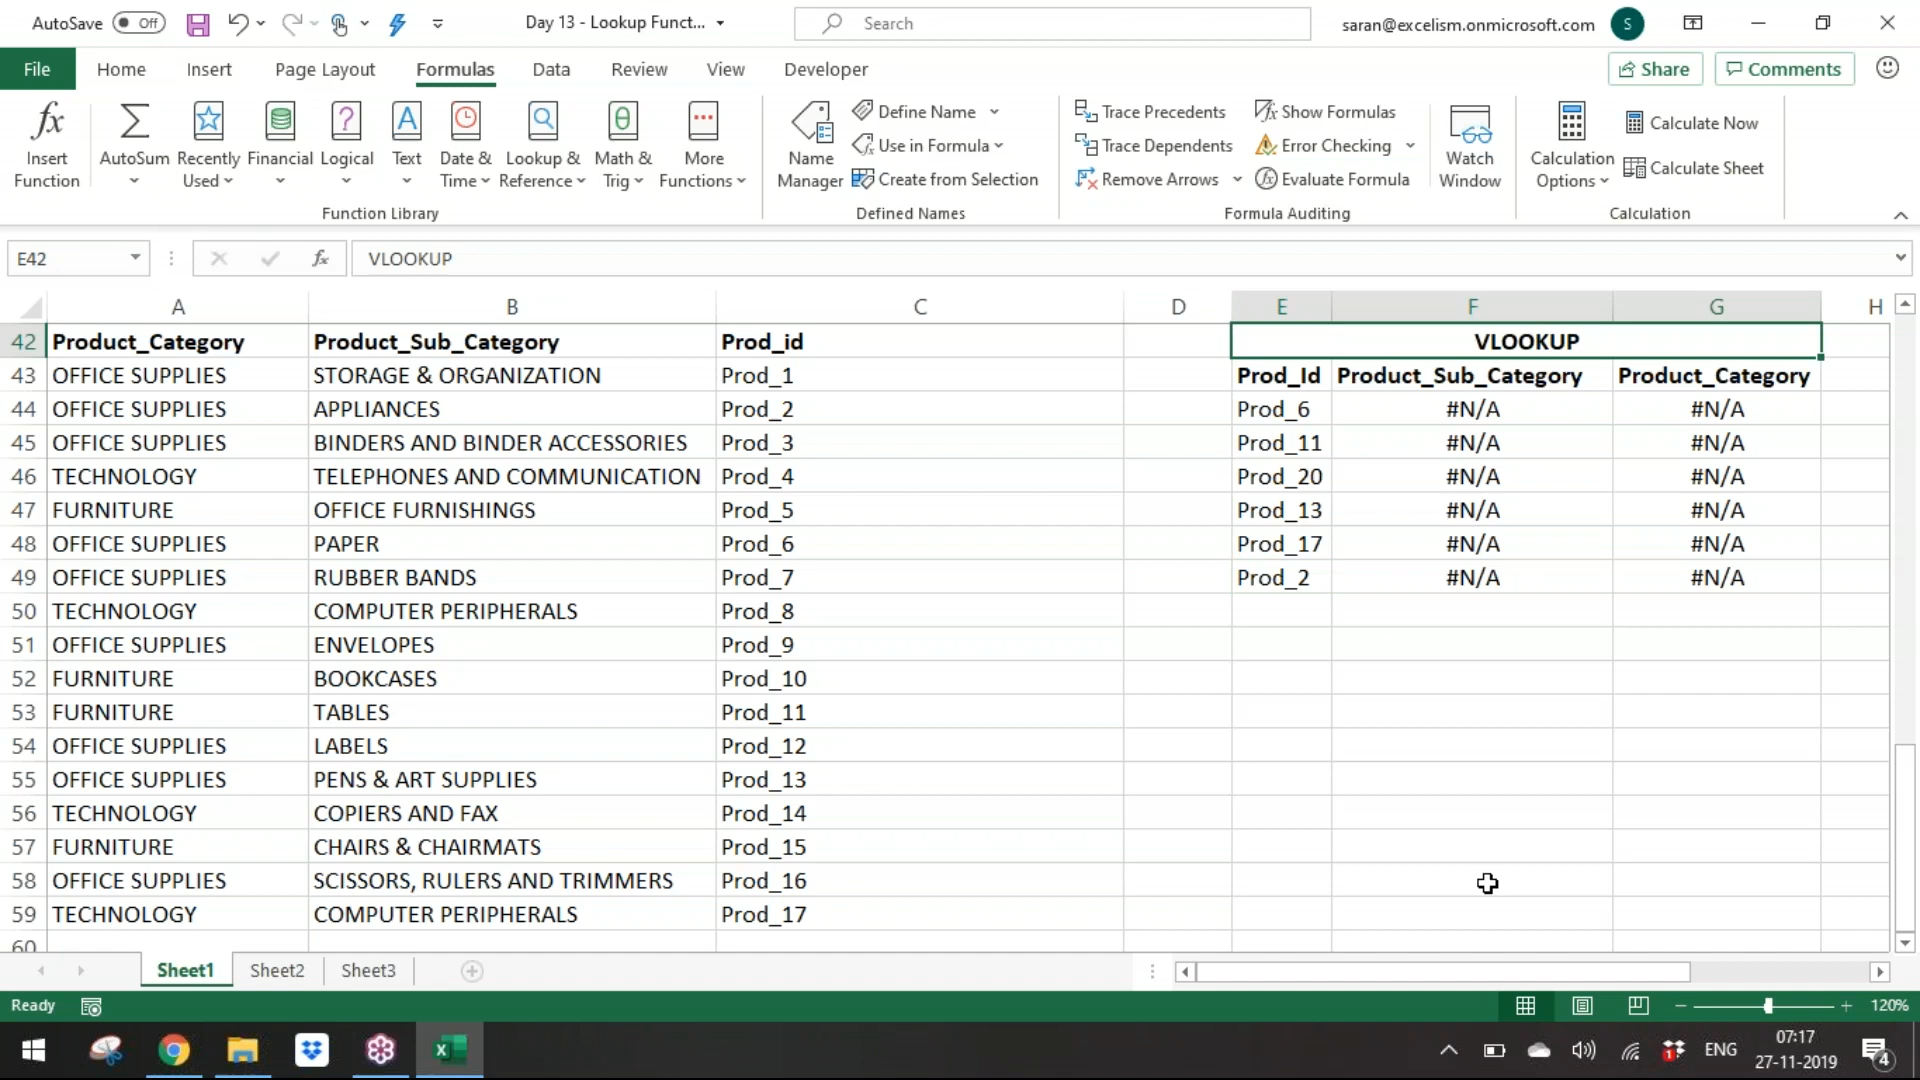 AutoSave Off Day 13 - Lookup Funct... Search saran@excelism.onmicrosoft.com S
File Home Insert Page Layout Formulas Data Review View Developer Share Comments
Insert Function
AutoSum
Recently Used
Financial
Logical
Text
Date & Time
Lookup & Reference
Math & Trig
More Functions
Function Library
Name Manager
Define Name
Use in Formula
Create from Selection
Defined Names
Trace Precedents
Trace Dependents
Remove Arrows
Show Formulas
Error Checking
Evaluate Formula
Formula Auditing
Watch Window
Calculation Options
Calculate Now
Calculate Sheet
Calculation
E42 fx VLOOKUP
A B C D E F G H
42 Product_Category Product_Sub_Category Prod_id VLOOKUP
43 OFFICE SUPPLIES STORAGE & ORGANIZATION Prod_1 Prod_Id Product_Sub_Category Product_Category
44 OFFICE SUPPLIES APPLIANCES Prod_2 Prod_6 #N/A #N/A
45 OFFICE SUPPLIES BINDERS AND BINDER ACCESSORIES Prod_3 Prod_11 #N/A #N/A
46 TECHNOLOGY TELEPHONES AND COMMUNICATION Prod_4 Prod_20 #N/A #N/A
47 FURNITURE OFFICE FURNISHINGS Prod_5 Prod_13 #N/A #N/A
48 OFFICE SUPPLIES PAPER Prod_6 Prod_17 #N/A #N/A
49 OFFICE SUPPLIES RUBBER BANDS Prod_7 Prod_2 #N/A #N/A
50 TECHNOLOGY COMPUTER PERIPHERALS Prod_8
51 OFFICE SUPPLIES ENVELOPES Prod_9
52 FURNITURE BOOKCASES Prod_10
53 FURNITURE TABLES Prod_11
54 OFFICE SUPPLIES LABELS Prod_12
55 OFFICE SUPPLIES PENS & ART SUPPLIES Prod_13
56 TECHNOLOGY COPIERS AND FAX Prod_14
57 FURNITURE CHAIRS & CHAIRMATS Prod_15
58 OFFICE SUPPLIES SCISSORS, RULERS AND TRIMMERS Prod_16
59 TECHNOLOGY COMPUTER PERIPHERALS Prod_17
60
Sheet1 Sheet2 Sheet3
Ready 120%
ENG 07:17
27-11-2019
1
4